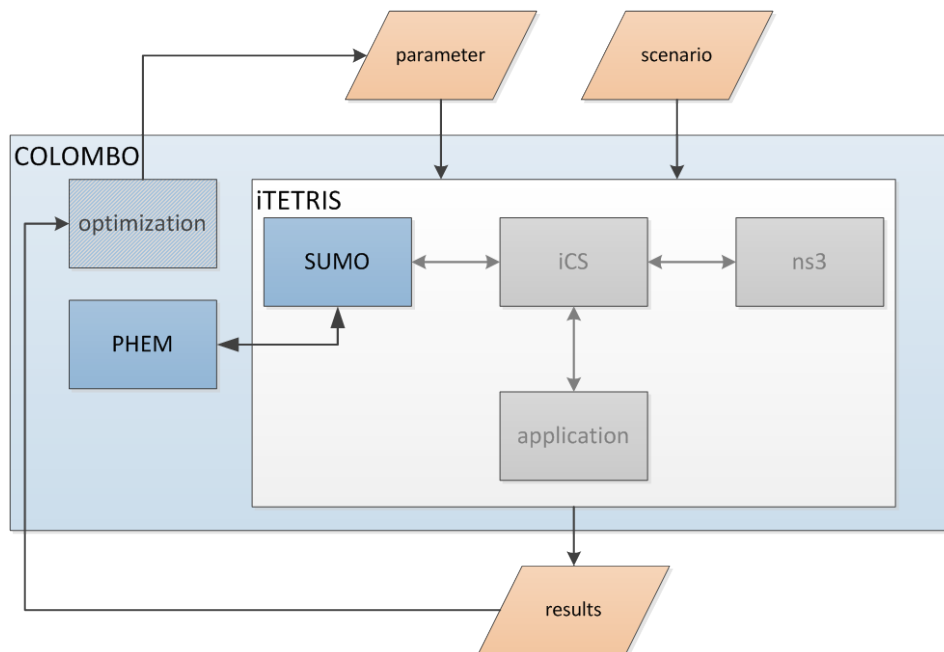 parameter
scenario
COLOMBO
optimization
iTETRIS
SUMO
iCS
ns3
PHEM
application
results